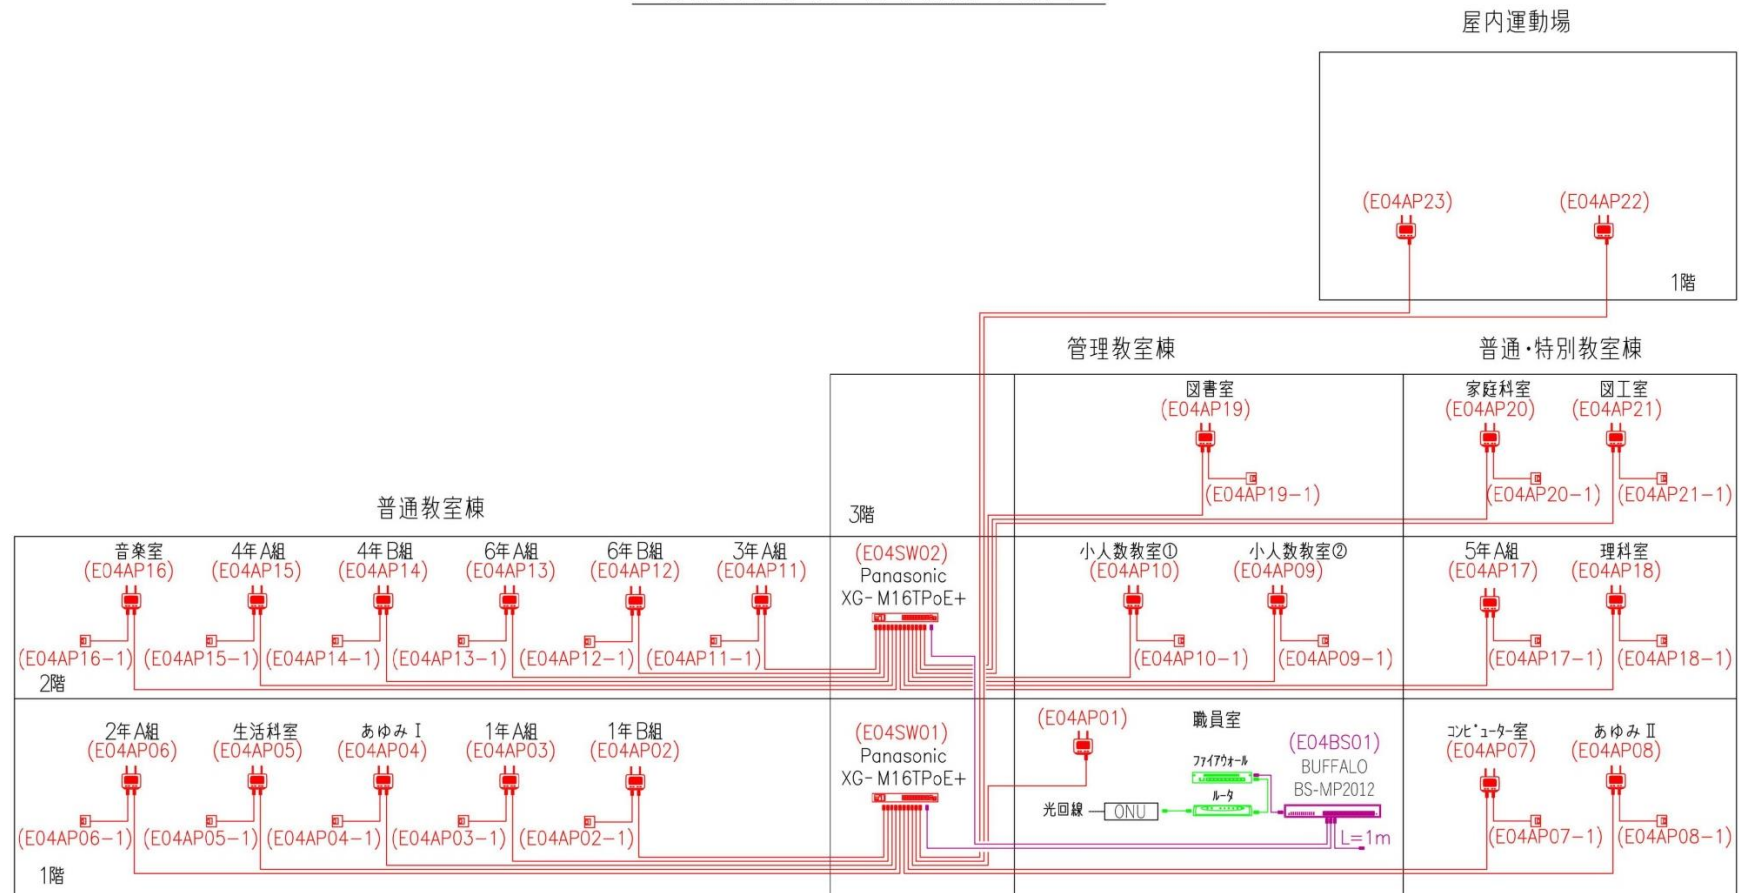 屋内運動場
(E04AP23)
(E04AP22)
1階
管理教室棟
普通・特別教室棟
図書室
(E04AP19)
(E04AP19-1)
家庭科室
(E04AP20)
(E04AP20-1)
図工室
(E04AP21)
(E04AP21-1)
3階
普通教室棟
音楽室
(E04AP16)
(E04AP16-1)
4年A組
(E04AP15)
(E04AP15-1)
4年B組
(E04AP14)
(E04AP14-1)
6年A組
(E04AP13)
(E04AP13-1)
6年B組
(E04AP12)
(E04AP12-1)
3年A組
(E04AP11)
(E04AP11-1)
2階
(E04SW02)
Panasonic
XG-M16TPoE+
小人数教室①
(E04AP10)
(E04AP10-1)
小人数教室②
(E04AP09)
(E04AP09-1)
5年A組
(E04AP17)
(E04AP17-1)
理科室
(E04AP18)
(E04AP18-1)
2年A組
(E04AP06)
(E04AP06-1)
生活科室
(E04AP05)
(E04AP05-1)
あゆみⅠ
(E04AP04)
(E04AP04-1)
1年A組
(E04AP03)
(E04AP03-1)
1年B組
(E04AP02)
(E04AP02-1)
1階
(E04SW01)
Panasonic
XG-M16TPoE+
(E04AP01)
職員室
ファイアウォール
ルータ
光回線
ONU
(E04BS01)
BUFFALO
BS-MP2012
L=1m
コンピューター室
(E04AP07)
(E04AP07-1)
あゆみⅡ
(E04AP08)
(E04AP08-1)